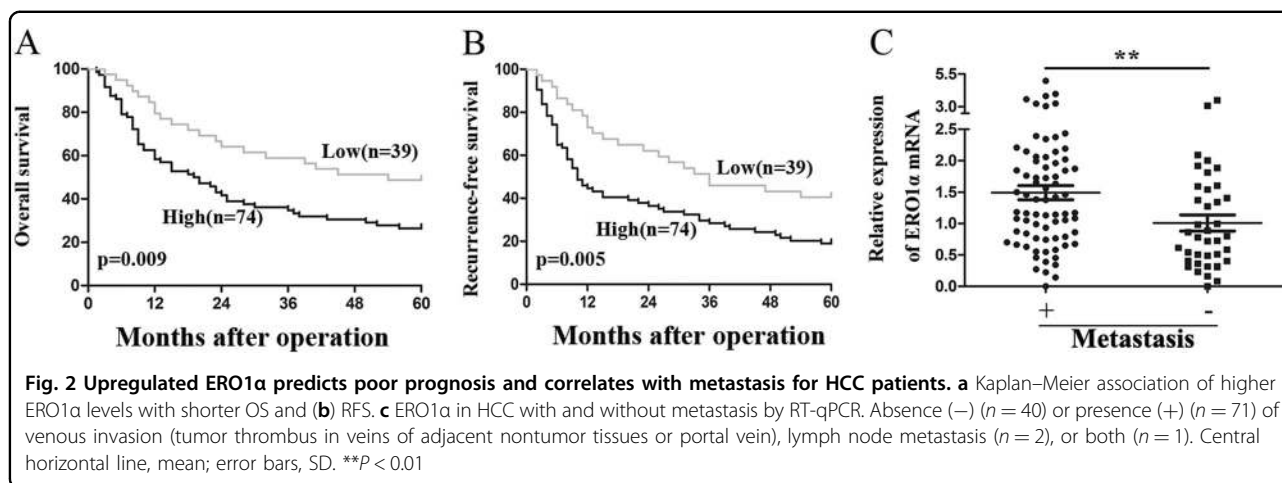 A
Overall survival
100
80
60
40
20
0
0 12 24 36 48 60
Low(n=39)
High(n=74)
p=0.009
Months after operation
B
Recurrence-free survival
100
80
60
40
20
0
0 12 24 36 48 60
Low(n=39)
High(n=74)
p=0.005
Months after operation
C
**
Relative expression
of ERO1α mRNA
5.5
3.0
2.5
2.0
1.5
1.0
0.5
0.0
+ -
Metastasis
Fig. 2 Upregulated ERO1α predicts poor prognosis and correlates with metastasis for HCC patients. a Kaplan–Meier association of higher
ERO1α levels with shorter OS and (b) RFS. c ERO1α in HCC with and without metastasis by RT-qPCR. Absence (−) (n = 40) or presence (+) (n = 71) of
venous invasion (tumor thrombus in veins of adjacent nontumor tissues or portal vein), lymph node metastasis (n = 2), or both (n = 1). Central
horizontal line, mean; error bars, SD. **P < 0.01